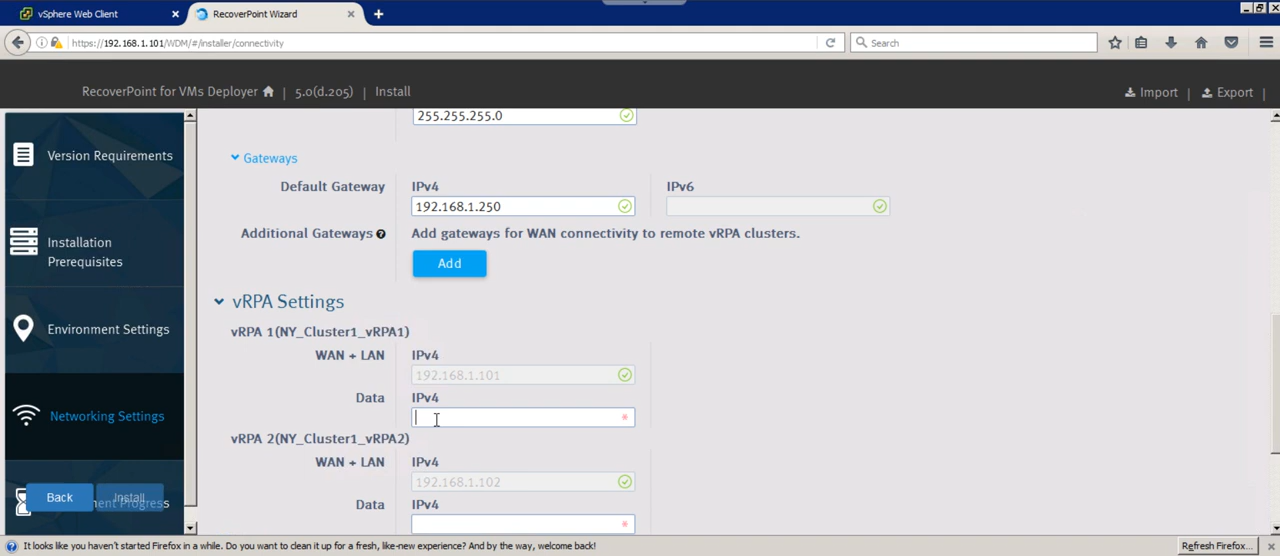 vSphere Web Client
RecoverPoint Wizard
https://192.168.1.101/WDM/#/installer/connectivity
Search
RecoverPoint for VMs Deployer | 5.0(d.205) | Install
Import | Export |
Version Requirements
Installation
Prerequisites
Environment Settings
Networking Settings
Back
Install
255.255.255.0
Gateways
Default Gateway
IPv4
IPv6
192.168.1.250
Additional Gateways
Add gateways for WAN connectivity to remote vRPA clusters.
Add
vRPA Settings
vRPA 1(NY_Cluster1_vRPA1)
WAN + LAN
IPv4
192.168.1.101
Data
IPv4
*
vRPA 2(NY_Cluster1_vRPA2)
WAN + LAN
IPv4
192.168.1.102
Data
IPv4
*
It looks like you haven't started Firefox in a while. Do you want to clean it up for a fresh, like-new experience? And by the way, welcome back!
Refresh Firefox...